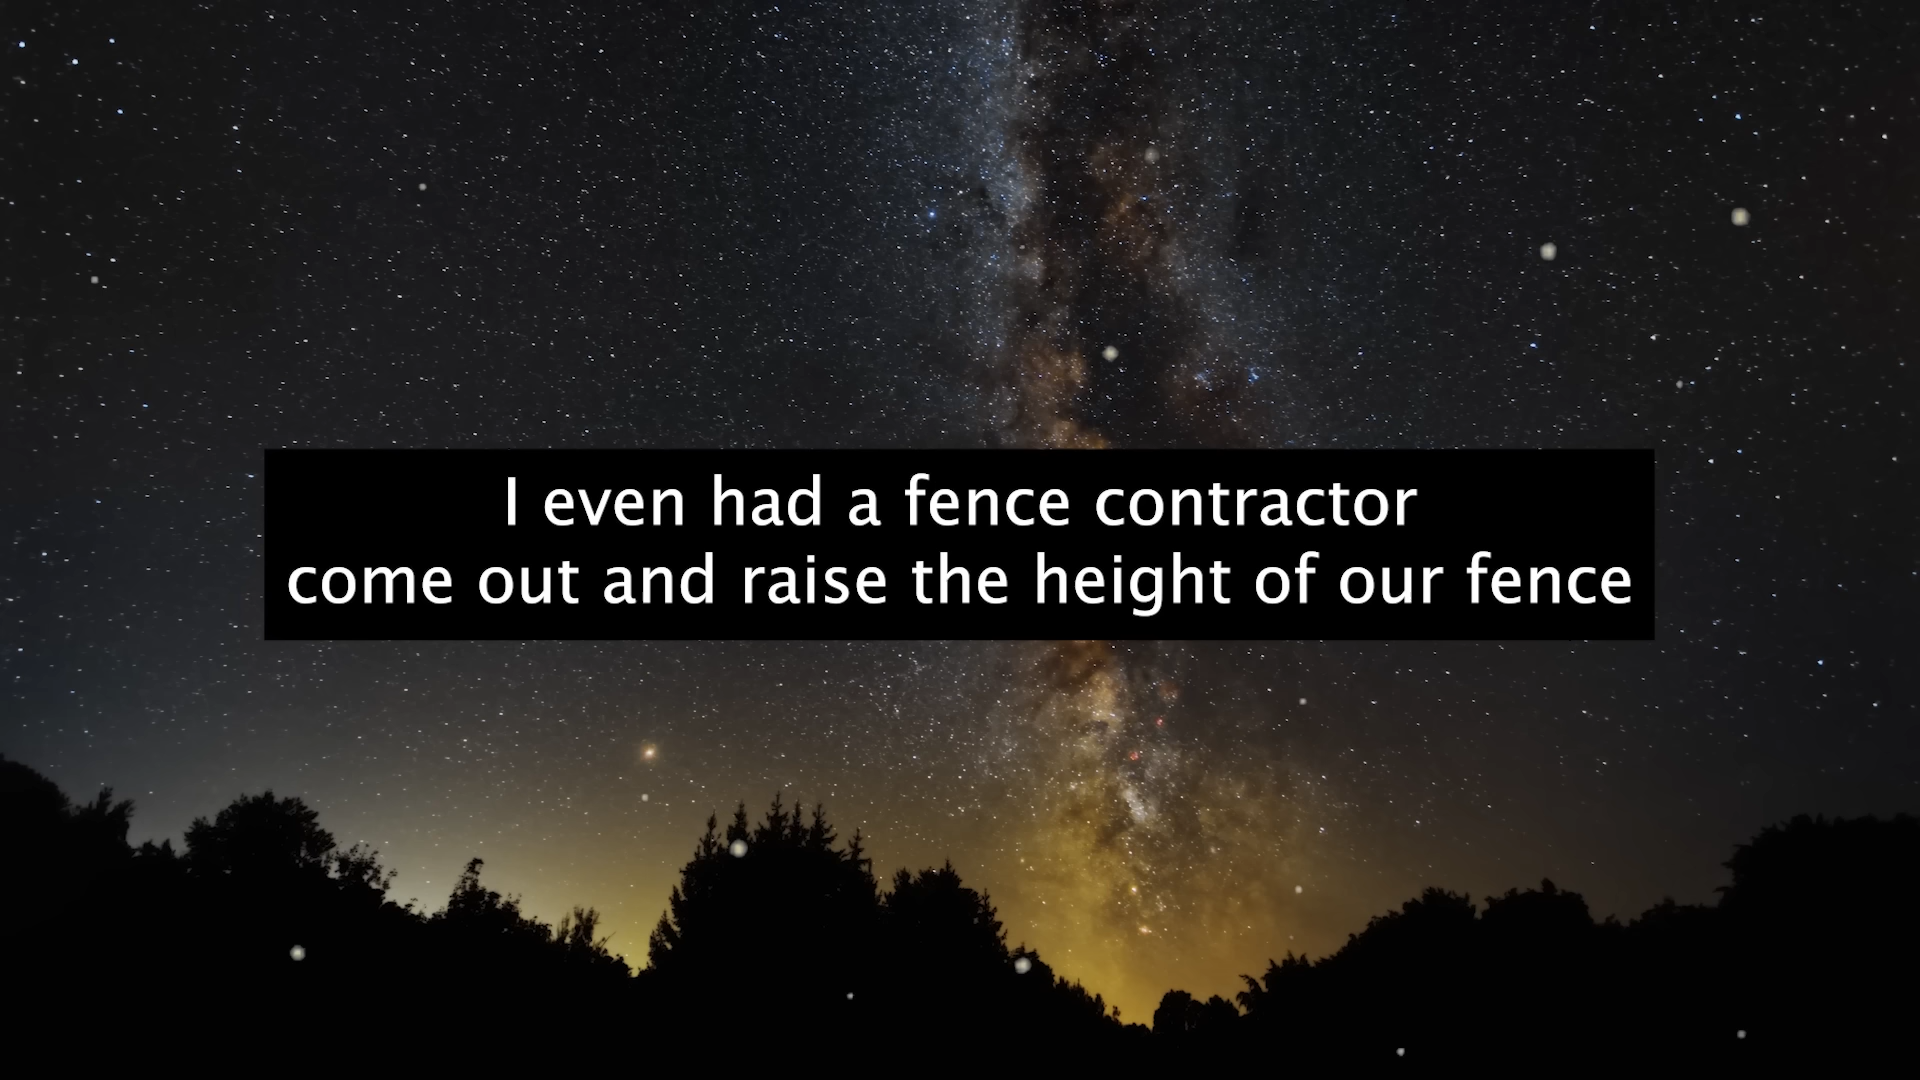 I even had a fence contractor
come out and raise the height of our fence